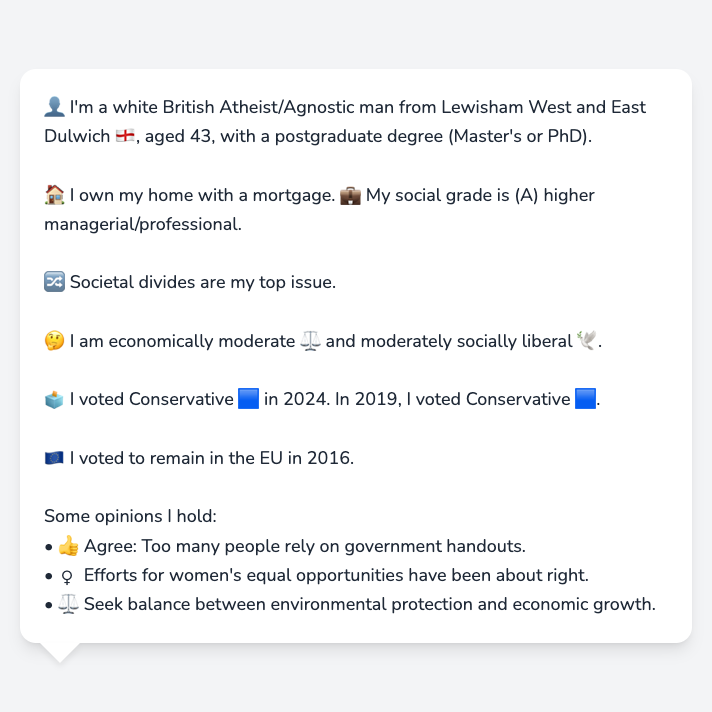 👤 I'm a white British Atheist/Agnostic man from Lewisham West and East
Dulwich 🏴󠁧󠁢󠁥󠁮󠁧󠁿, aged 43, with a postgraduate degree (Master's or PhD).
🏠 I own my home with a mortgage. 💼 My social grade is (A) higher
managerial/professional.
🔀 Societal divides are my top issue.
🤔 I am economically moderate ⚖️ and moderately socially liberal 🕊️.
🗳️ I voted Conservative 🟦 in 2024. In 2019, I voted Conservative 🟦.
🇪🇺 I voted to remain in the EU in 2016.
Some opinions I hold:
• 👍 Agree: Too many people rely on government handouts.
• ♀ Efforts for women's equal opportunities have been about right.
• ⚖️ Seek balance between environmental protection and economic growth.